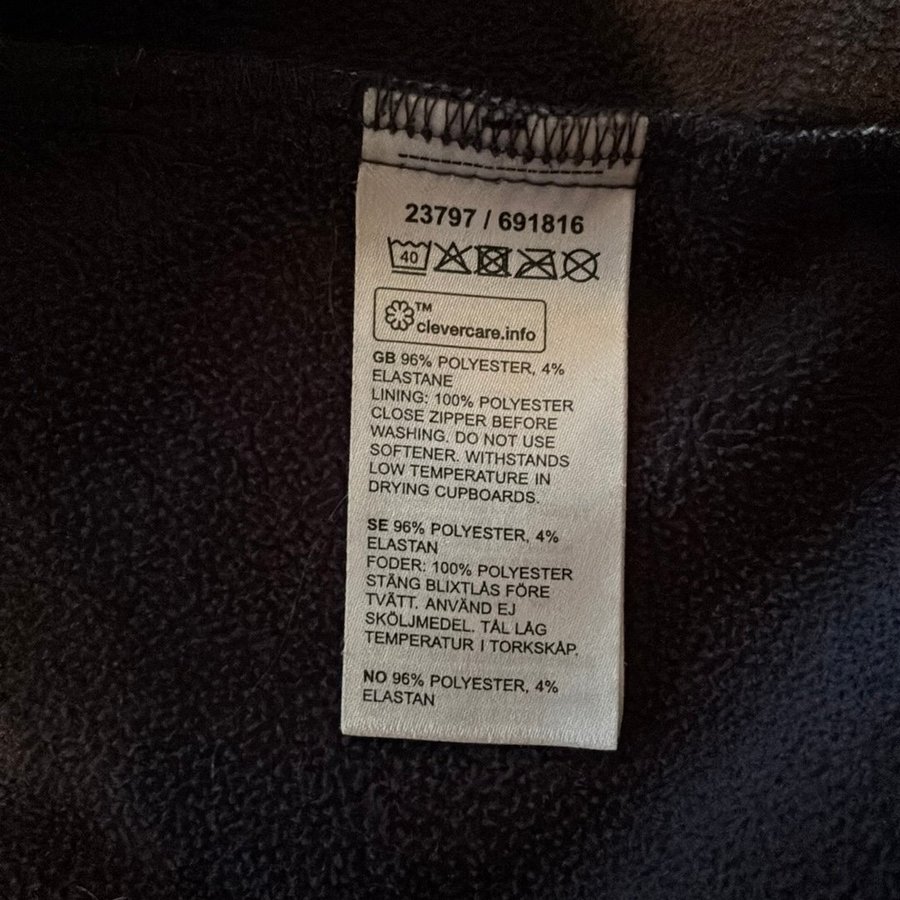 23797 / 691816
40
TM
clevercare.info
GB 96% POLYESTER, 4%
ELASTANE
LINING: 100% POLYESTER
CLOSE ZIPPER BEFORE
WASHING. DO NOT USE
SOFTENER. WITHSTANDS
LOW TEMPERATURE IN
DRYING CUPBOARDS.
SE 96% POLYESTER, 4%
ELASTAN
FODER: 100% POLYESTER
STÄNG BLIXTLÅS FÖRE
TVÄTT. ANVÄND EJ
SKÖLJMEDEL. TÅL LÅG
TEMPERATUR I TORKSKÅP.
NO 96% POLYESTER, 4%
ELASTAN